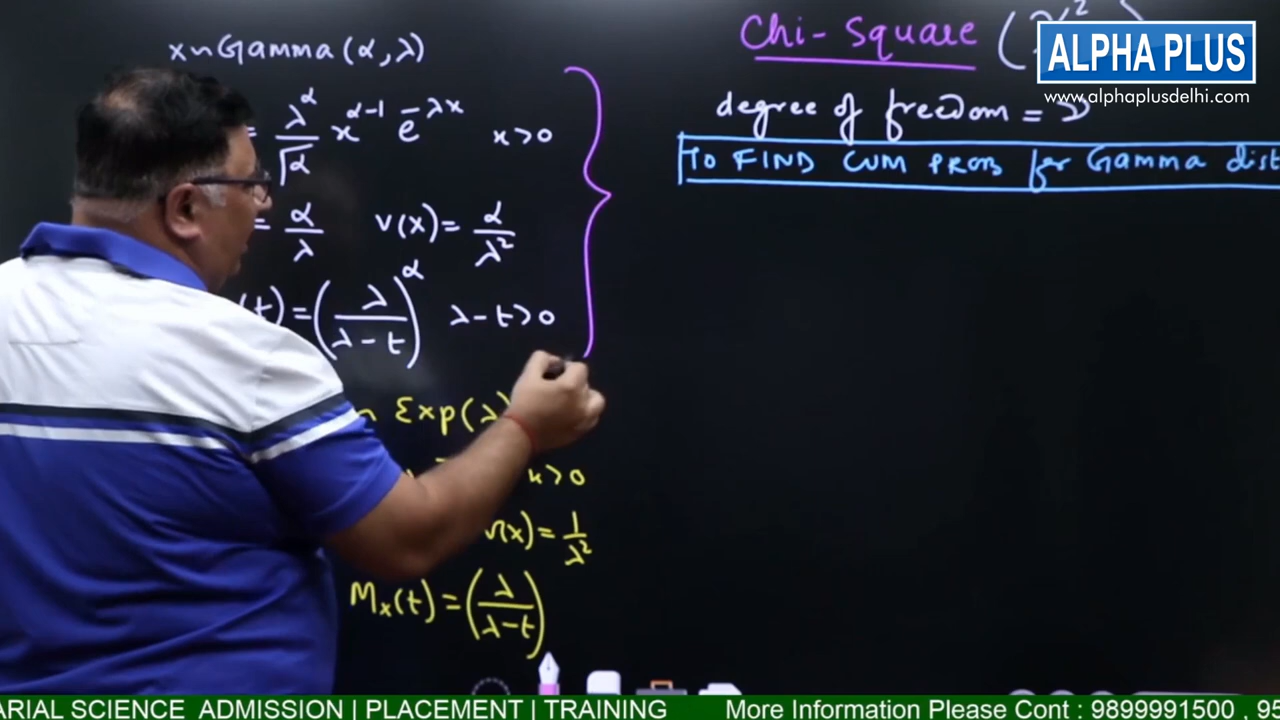 x~Gamma(α,λ)
= λ^α/Γα x^(α-1) e^(-λx) x>0
= α/λ V(X)= α/λ²
(t)=(λ/(λ-t))^α λ-t>0
~ Exp(λ)
x>0
V(X)=1/λ²
Mx(t)=(λ/(λ-t))
Chi-Square (χ²)
degree of freedom = ν
TO FIND CUM PROB for Gamma dist
ALPHA PLUS
www.alphaplusdelhi.com
ARIAL SCIENCE ADMISSION | PLACEMENT | TRAINING More Information Please Cont : 9899991500 . 95